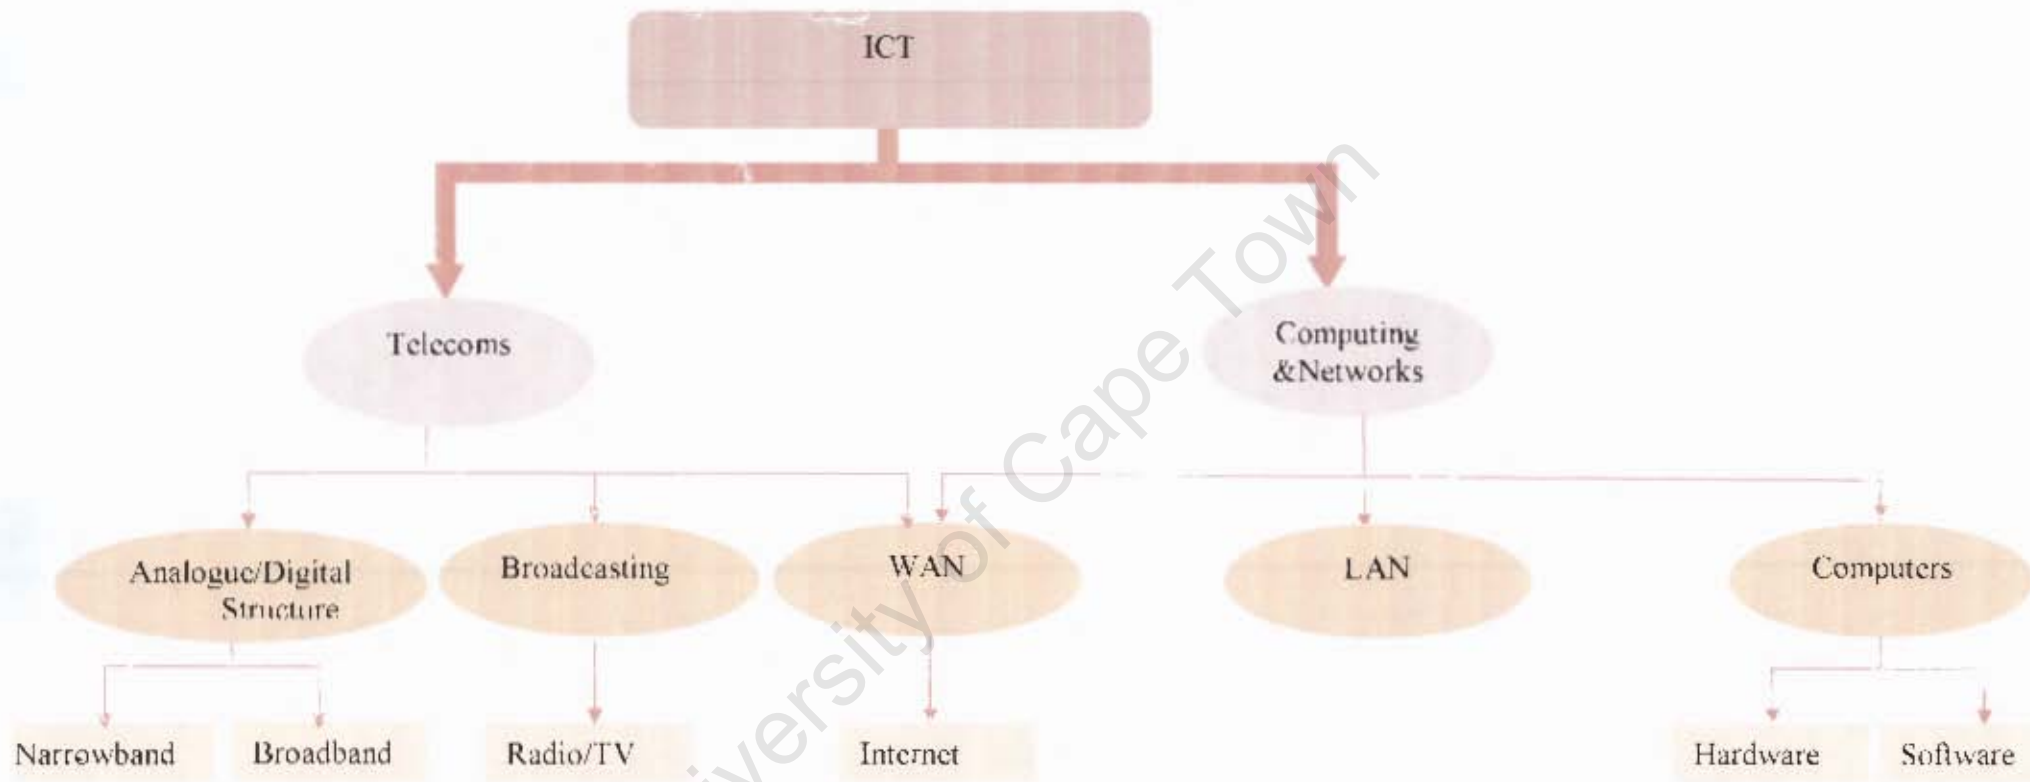 ICT
Telecoms
Computing
&Networks
Analogue/Digital
Structure
Broadcasting
WAN
LAN
Computers
Narrowband
Broadband
Radio/TV
Internet
Hardware
Software
University of Cape Town